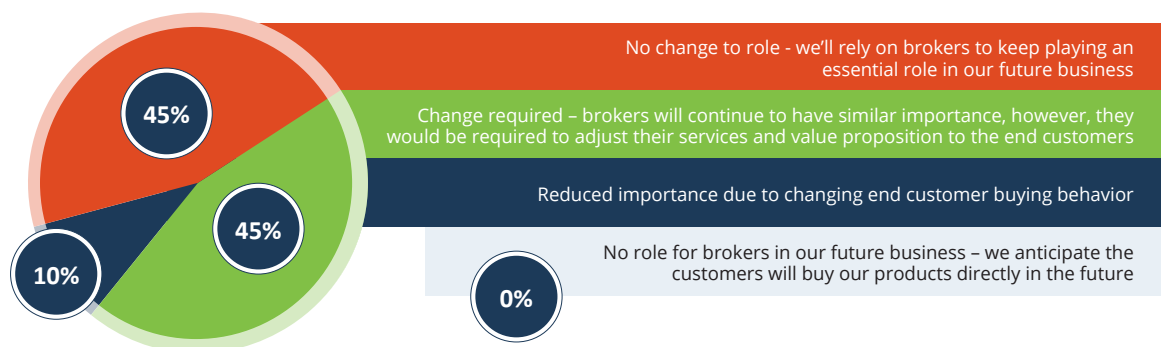 No change to role - we’ll rely on brokers to keep playing an
essential role in our future business
45%
Change required – brokers will continue to have similar importance, however, they
would be required to adjust their services and value proposition to the end customers
45%
Reduced importance due to changing end customer buying behavior
10%
No role for brokers in our future business – we anticipate the
customers will buy our products directly in the future
0%